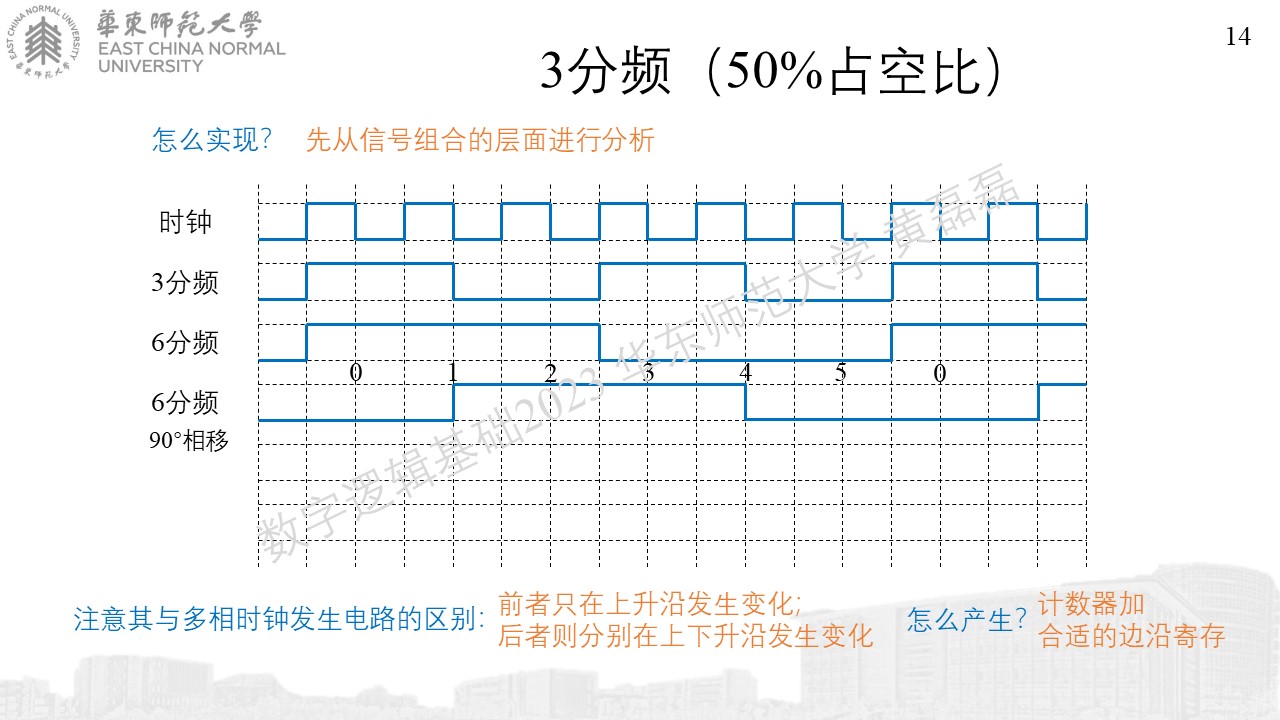 華東師範大學
EAST CHINA NORMAL
UNIVERSITY
EAST CHINA NORMAL UNIVERSITY
華東師範大學
14
3分频（50%占空比）
怎么实现？ 先从信号组合的层面进行分析
时钟
3分频
6分频
0 1 2 3 4 5 0
6分频
90°相移
数字逻辑基础2023 华东师范大学 黄磊磊
注意其与多相时钟发生电路的区别：
前者只在上升沿发生变化；
后者则分别在上下升沿发生变化
怎么产生？
计数器加
合适的边沿寄存